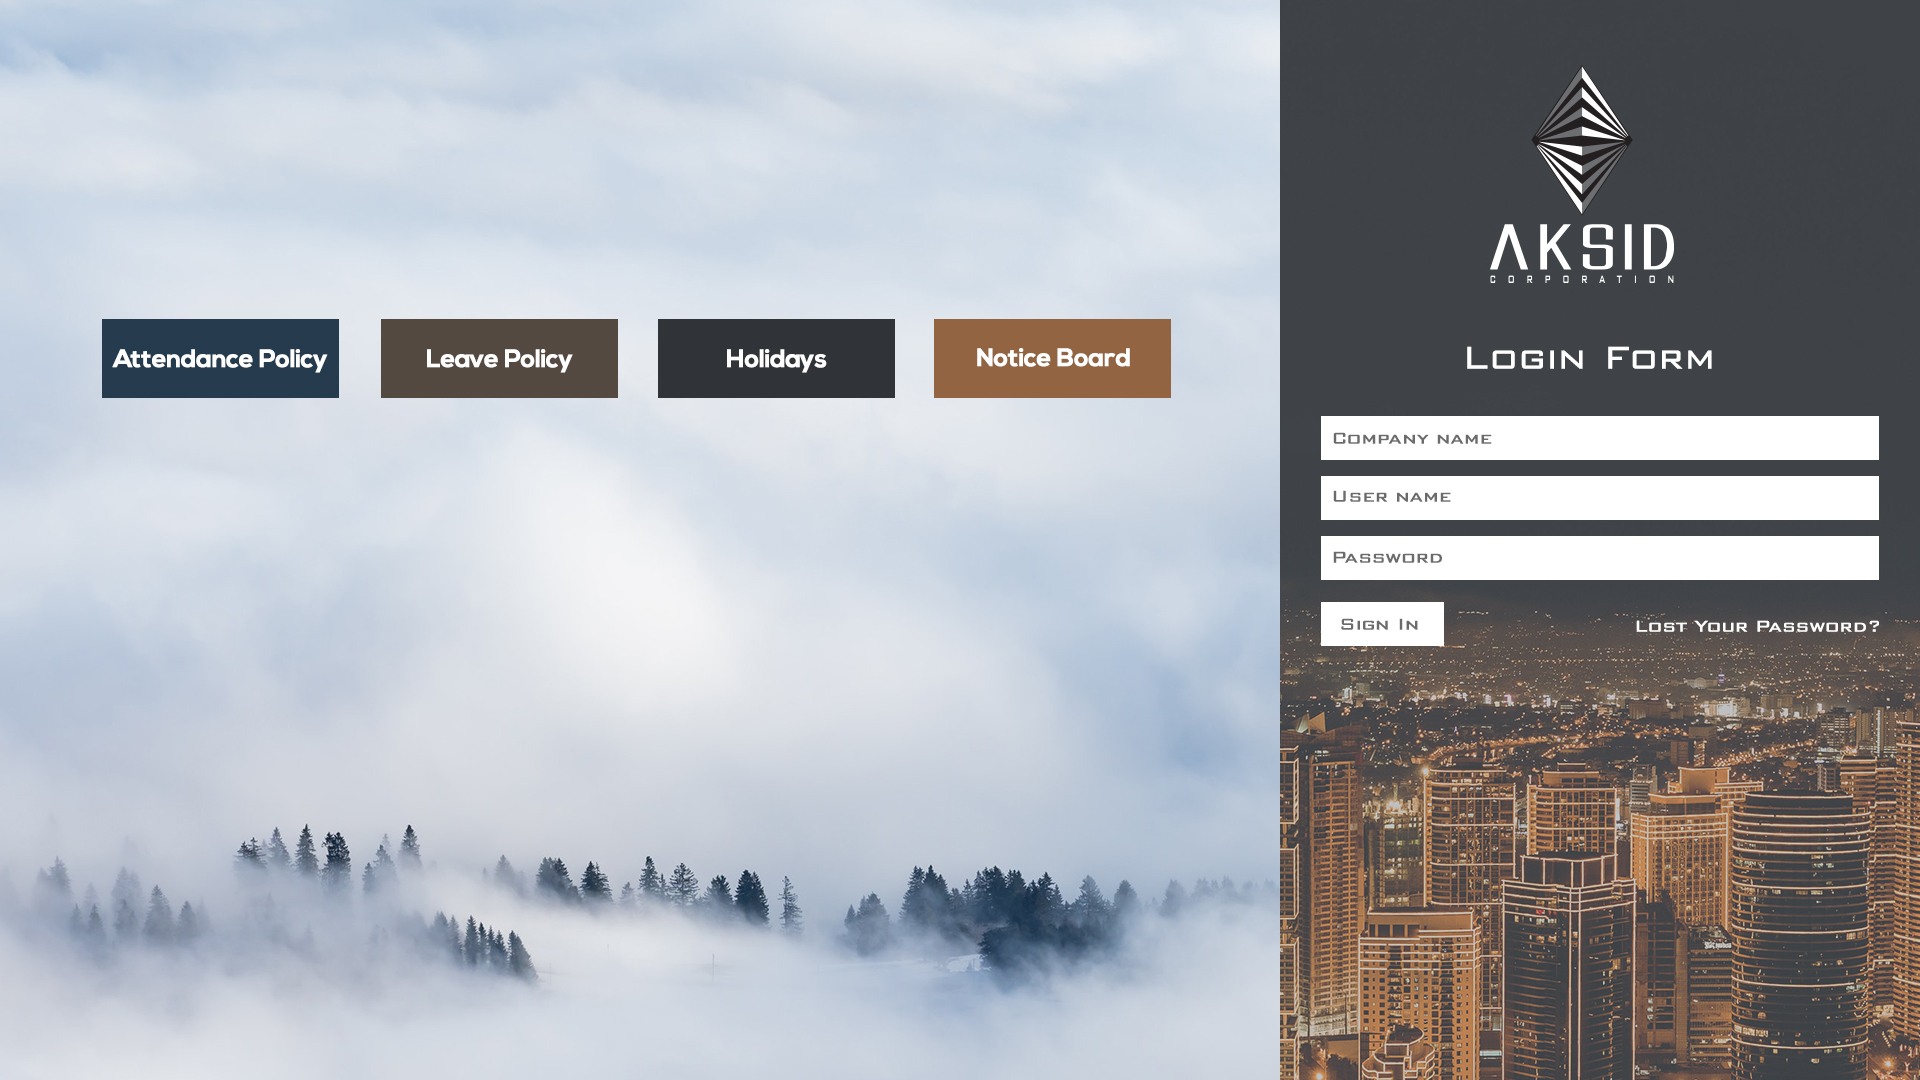 Attendance Policy
Leave Policy
Holidays
Notice Board
AKSID
CORPORATION
Login Form
Company name
User name
Password
Sign In
Lost Your Password?